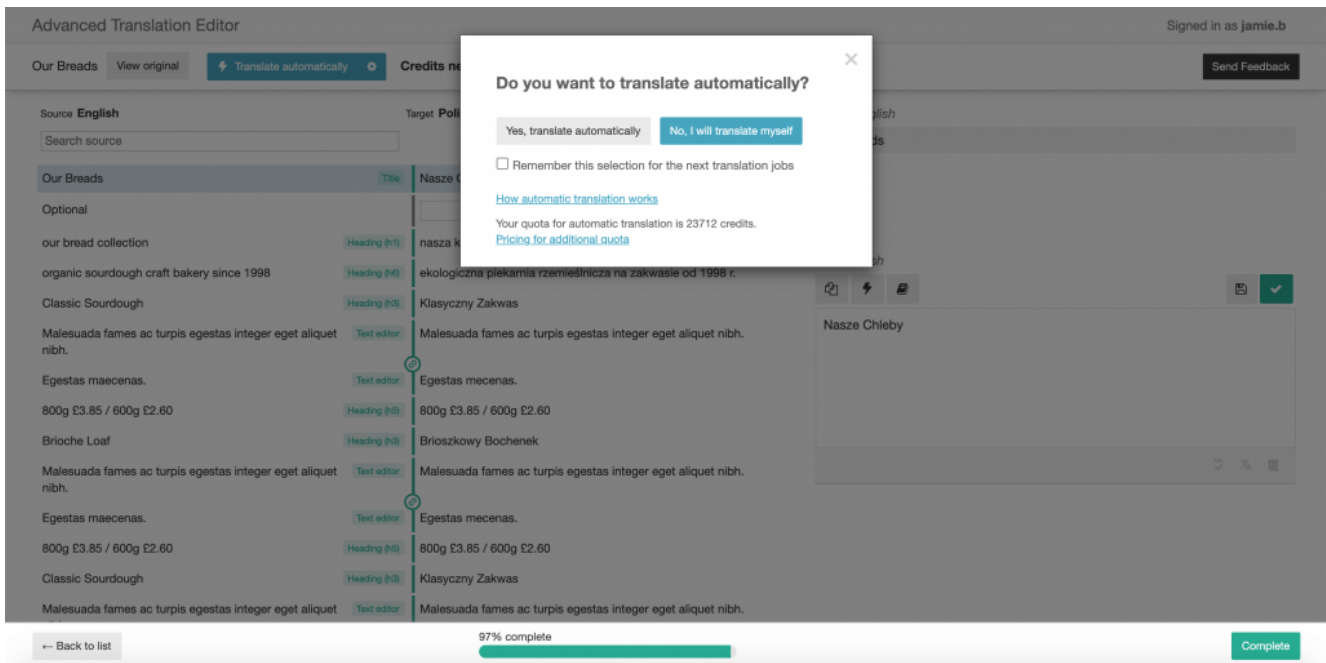 Advanced Translation Editor
Signed in as jamie.b
Our Breads
View original
Translate automatically
Credits ne
Send Feedback
Do you want to translate automatically?
Yes, translate automatically
No, I will translate myself
Remember this selection for the next translation jobs
How automatic translation works
Your quota for automatic translation is 23712 credits.
Pricing for additional quota
Source English
Target Poli
glish
Search source
ds
Our Breads Title Nasze C
Optional
our bread collection Heading (h1) nasza k
organic sourdough craft bakery since 1998 Heading (h6) ekologiczna piekarnia rzemieślnicza na zakwasie od 1998 r.
Classic Sourdough Heading (h3) Klasyczny Zakwas
Malesuada fames ac turpis egestas integer eget aliquet Text editor Malesuada fames ac turpis egestas integer eget aliquet nibh.
nibh.
Egestas maecenas. Text editor Egestas mecenas.
800g £3.85 / 600g £2.60 Heading (h5) 800g £3.85 / 600g £2.60
Brioche Loaf Heading (h3) Brioszkowy Bochenek
Malesuada fames ac turpis egestas integer eget aliquet Text editor Malesuada fames ac turpis egestas integer eget aliquet nibh.
nibh.
Egestas maecenas. Text editor Egestas mecenas.
800g £3.85 / 600g £2.60 Heading (h5) 800g £3.85 / 600g £2.60
Classic Sourdough Heading (h3) Klasyczny Zakwas
Malesuada fames ac turpis egestas integer eget aliquet Text editor Malesuada fames ac turpis egestas integer eget aliquet nibh.
sh
Nasze Chleby
← Back to list
97% complete
Complete